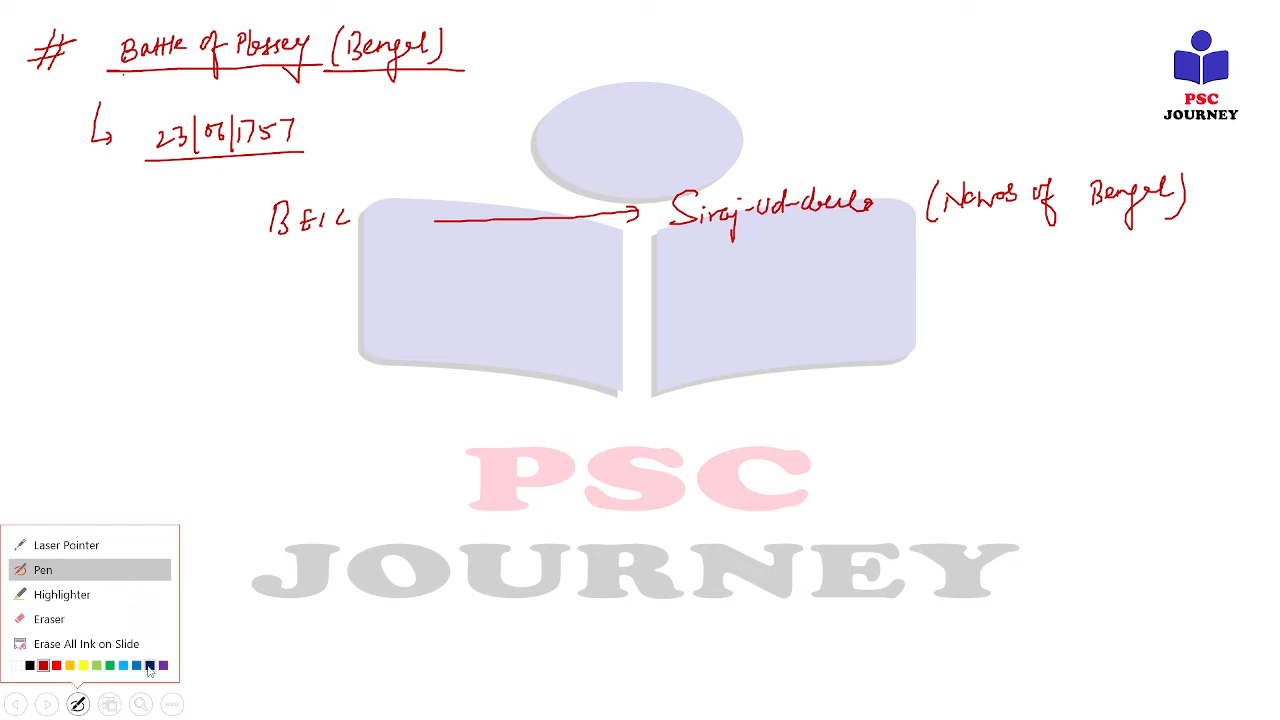 # Battle of Plassey (Bengal)
↳ 23|06|1757
BEIC → Siraj-ud-daula (Nawab of Bengal)
PSC
JOURNEY
PSC
JOURNEY
Laser Pointer
Pen
Highlighter
Eraser
Erase All Ink on Slide